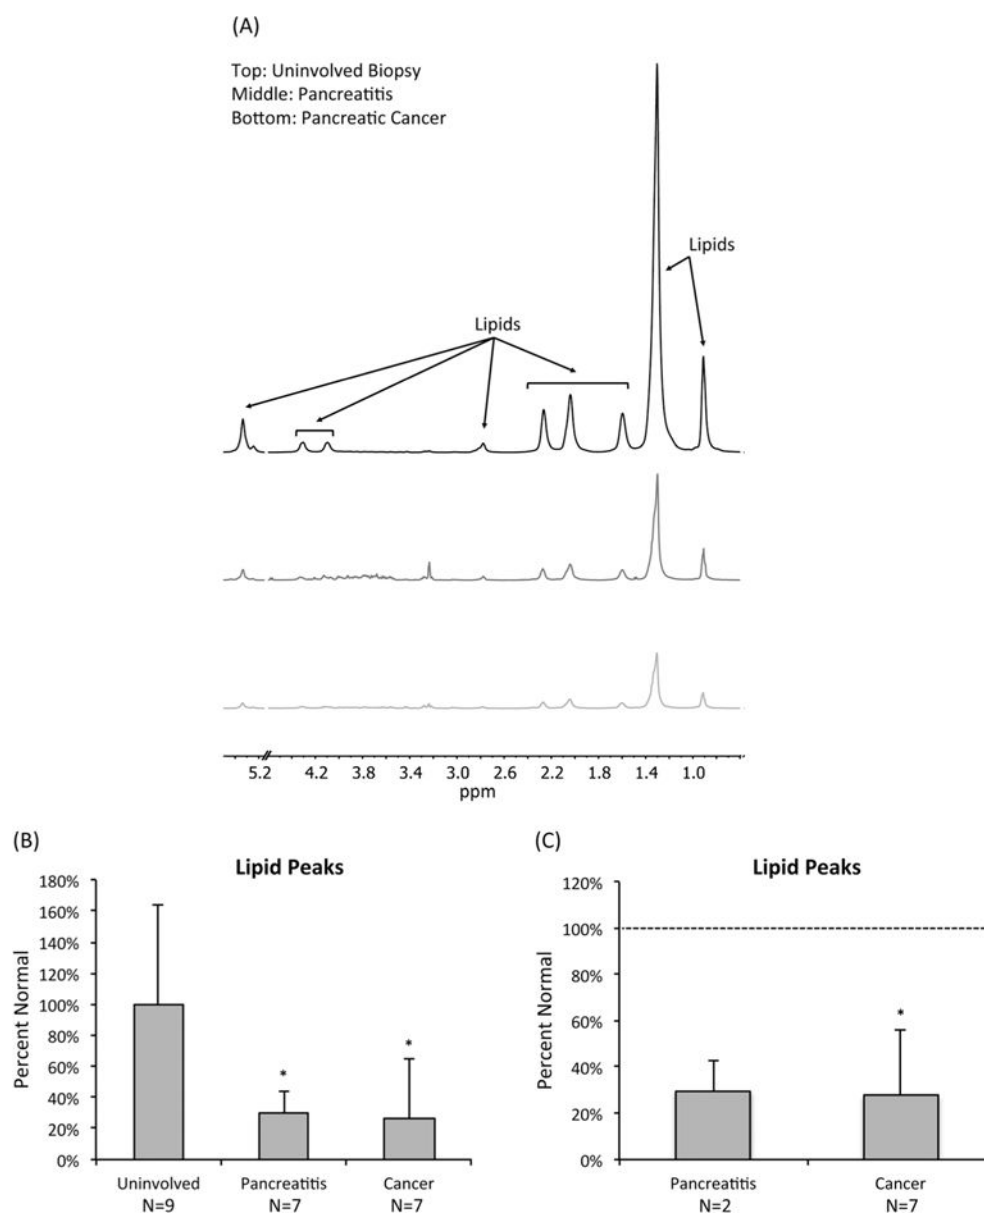 (A)
Top: Uninvolved Biopsy
Middle: Pancreatitis
Bottom: Pancreatic Cancer
Lipids
Lipids
5.2 4.2 3.8 3.4 3.0 2.6 2.2 1.8 1.4 1.0
ppm
(B)
Lipid Peaks
Percent Normal
180%
160%
140%
120%
100%
80%
60%
40%
20%
0%
*
*
Uninvolved Pancreatitis Cancer
N=9 N=7 N=7
(C)
Lipid Peaks
Percent Normal
120%
100%
80%
60%
40%
20%
0%
*
Pancreatitis Cancer
N=2 N=7